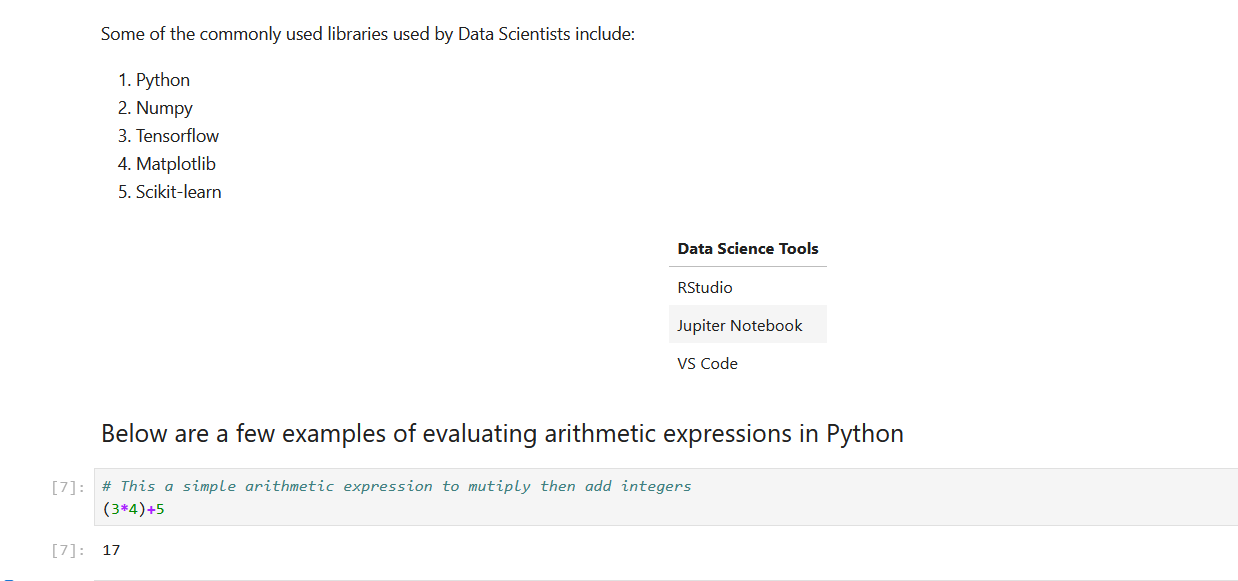 Some of the commonly used libraries used by Data Scientists include:
1. Python
2. Numpy
3. Tensorflow
4. Matplotlib
5. Scikit-learn
Data Science Tools
RStudio
Jupiter Notebook
VS Code
Below are a few examples of evaluating arithmetic expressions in Python
[7]: # This a simple arithmetic expression to mutiply then add integers
(3*4)+5
[7]: 17